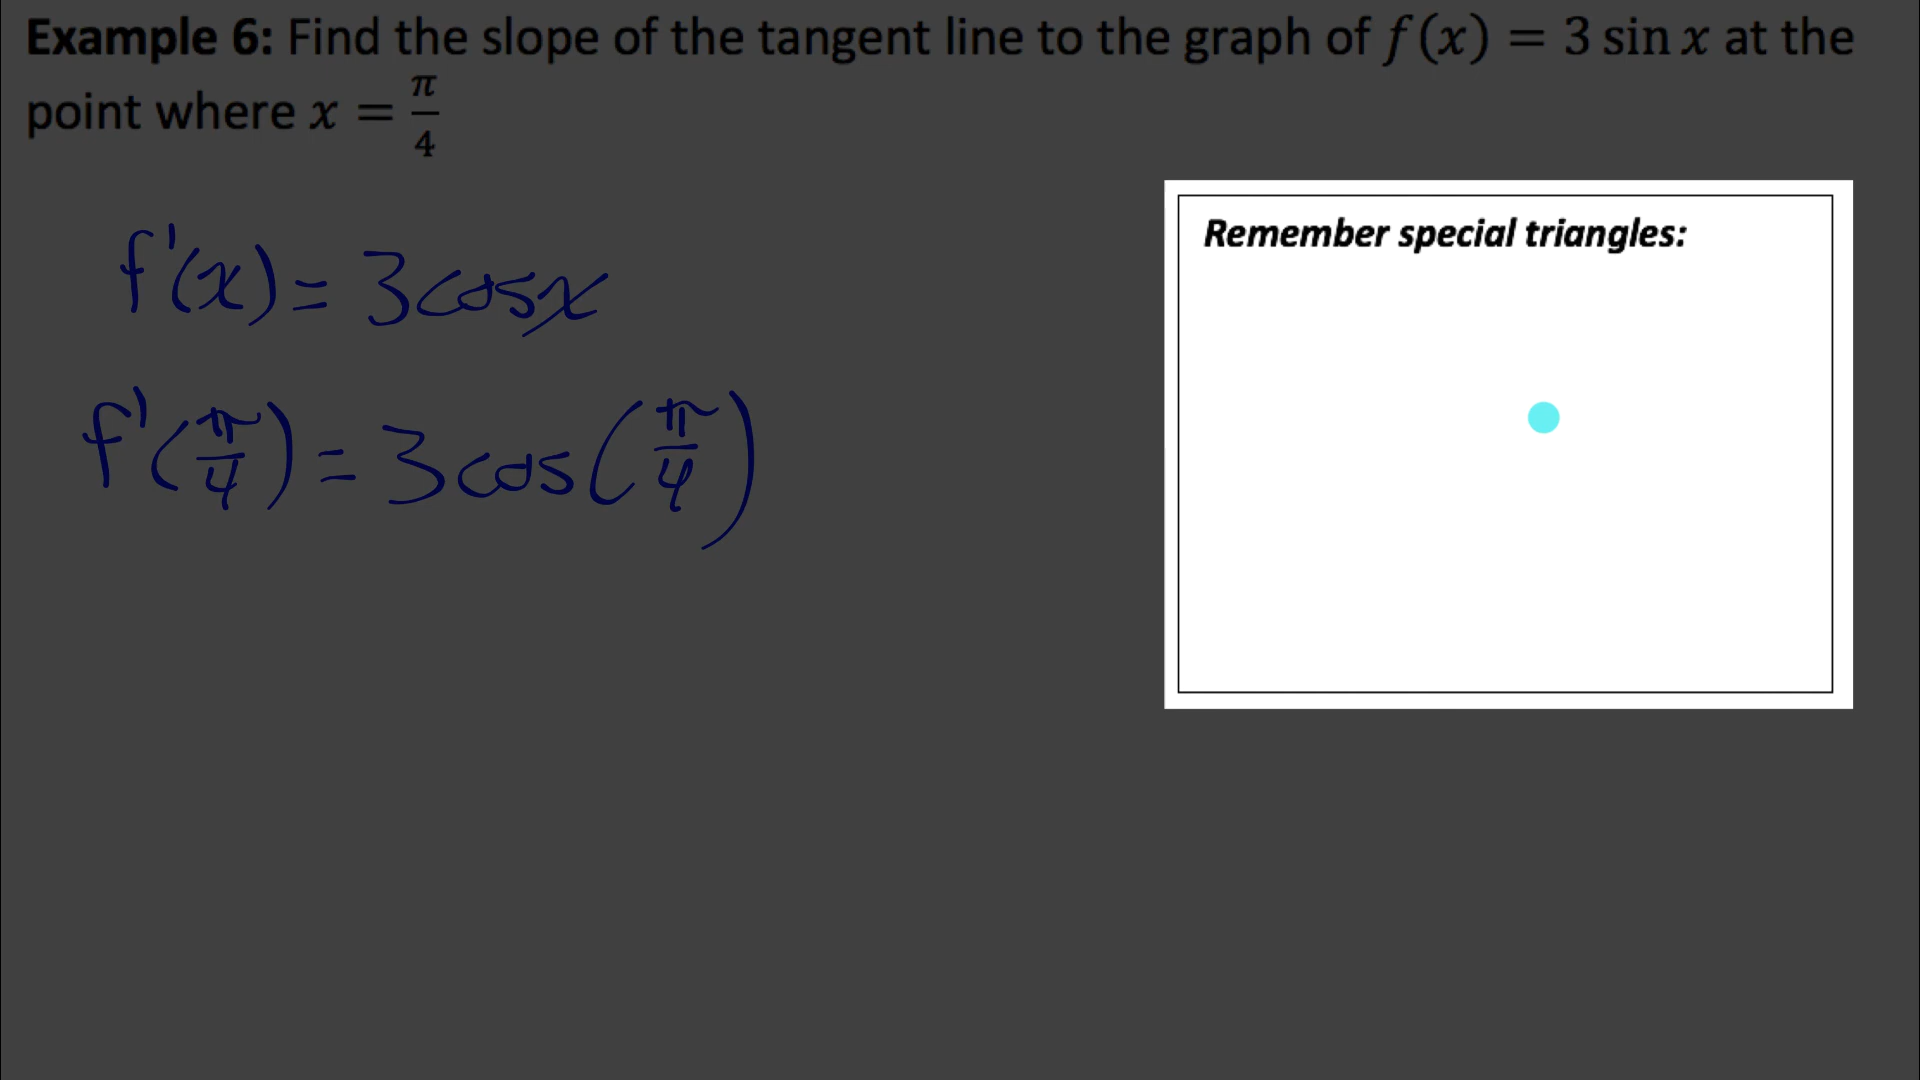 Example 6: Find the slope of the tangent line to the graph of f(x) = 3 sin x at the
point where x = π/4
f'(x) = 3cosx
f'(π/4) = 3cos(π/4)
Remember special triangles: